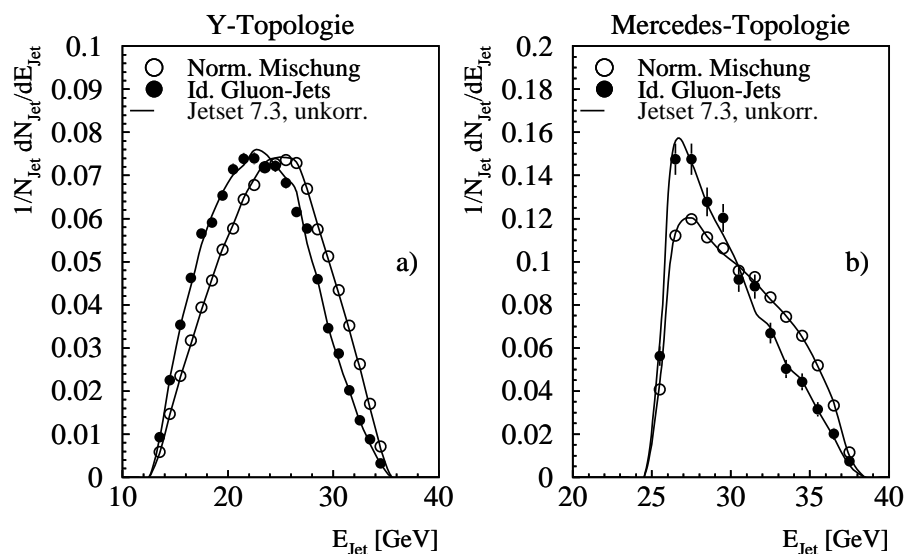 Y-Topologie
Mercedes-Topologie
1/N_Jet dN_Jet/dE_Jet
0.1
0.09
0.08
0.07
0.06
0.05
0.04
0.03
0.02
0.01
0
Norm. Mischung
Id. Gluon-Jets
Jetset 7.3, unkorr.
a)
10
20
30
40
E_Jet [GeV]
1/N_Jet dN_Jet/dE_Jet
0.2
0.18
0.16
0.14
0.12
0.1
0.08
0.06
0.04
0.02
0
Norm. Mischung
Id. Gluon-Jets
Jetset 7.3, unkorr.
b)
20
25
30
35
40
E_Jet [GeV]